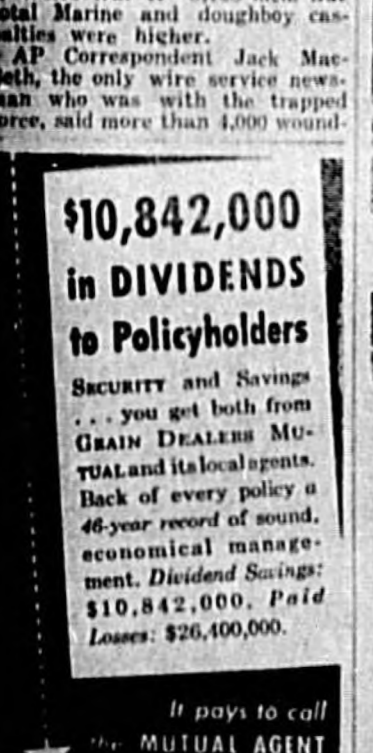 otal Marine and doughboy cas-
alties were higher.
AP Correspondent Jack Mac-
eth, the only wire service news-
an who was with the trapped
orce, said more than 4,000 wound-
$10,842,000
in DIVIDENDS
to Policyholders
SECURITY and Savings
. . . you get both from
GRAIN DEALERS MU-
TUAL and its local agents.
Back of every policy a
46-year record of sound,
economical manage-
ment. Dividend Savings:
$10,842,000. Paid
Losses: $26,400,000.
It pays to call
the MUTUAL AGENT